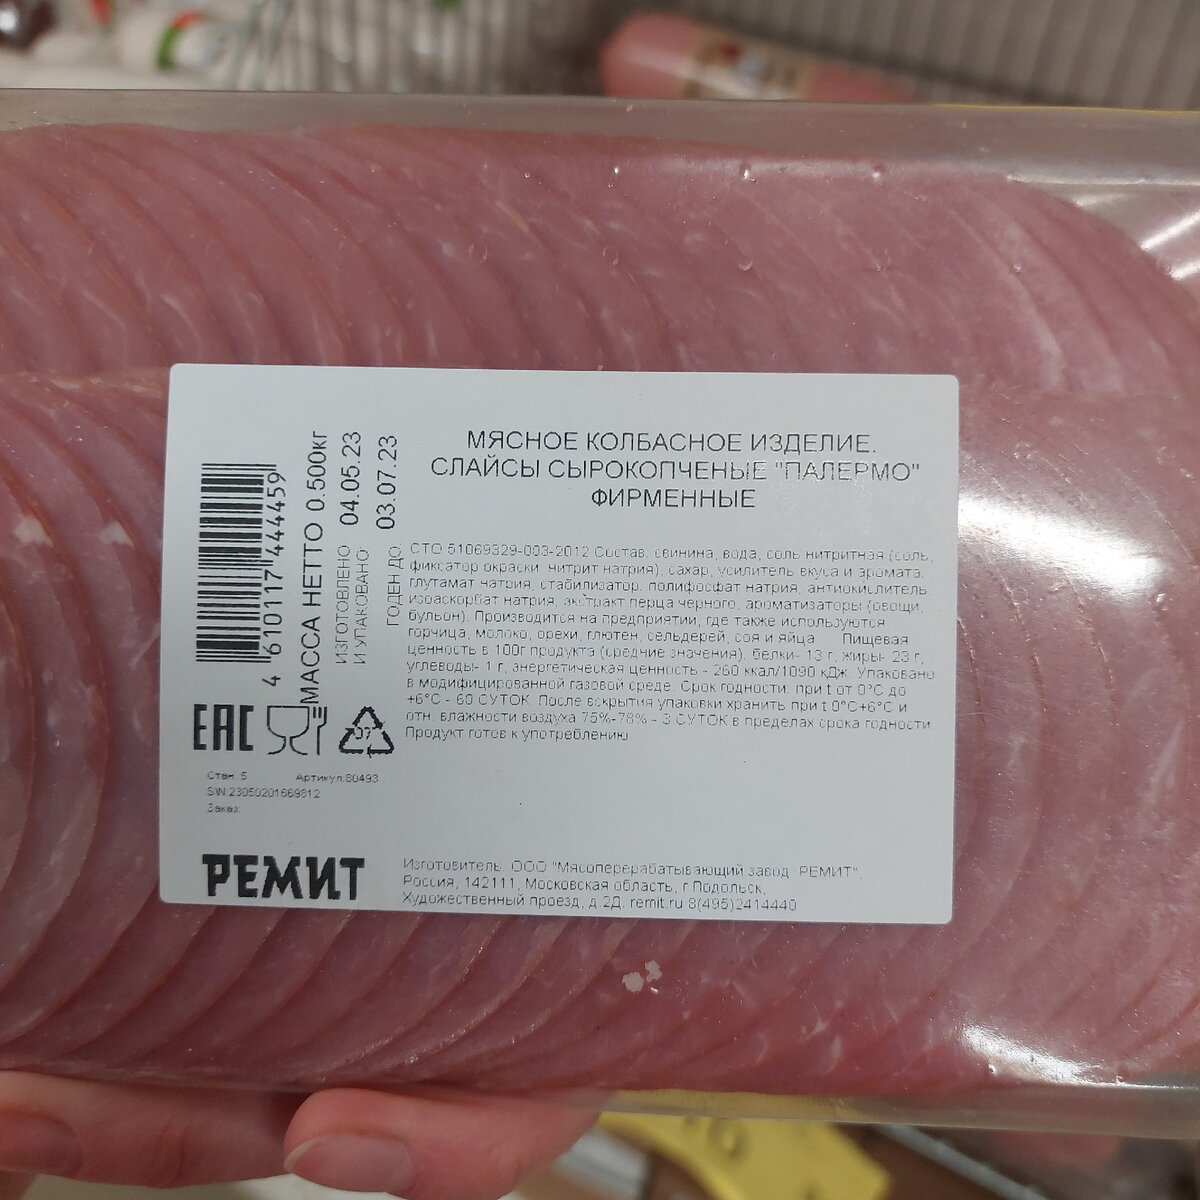 МЯСНОЕ КОЛБАСНОЕ ИЗДЕЛИЕ.
СЛАЙСЫ СЫРОКОПЧЕНЫЕ "ПАЛЕРМО"
ФИРМЕННЫЕ
4 610117 444459
МАССА НЕТТО 0.500кг
ИЗГОТОВЛЕНО
И УПАКОВАНО
04.05.23
ГОДЕН ДО
03.07.23
СТО 51069329-003-2012 Состав: свинина, вода, соль нитритная (соль,
фиксатор окраски: нитрит натрия), сахар, усилитель вкуса и аромата:
глутамат натрия, стабилизатор: полифосфат натрия, антиокислитель:
изоаскорбат натрия, экстракт перца черного, ароматизаторы (овощи,
бульон). Производится на предприятии, где также используются
горчица, молоко, орехи, глютен, сельдерей, соя и яйца. Пищевая
ценность в 100г продукта (средние значения): белки- 13 г, жиры- 23 г,
углеводы- 1 г, энергетическая ценность - 260 ккал/1090 кДж. Упаковано
в модифицированной газовой среде. Срок годности: при t от 0°С до
+6°С - 60 СУТОК. После вскрытия упаковки хранить при t 0°С+6°С и
отн. влажности воздуха 75%-78% - 3 СУТОК в пределах срока годности.
Продукт готов к употреблению.
ЕАС
07
Стан: 5 Артикул:80493
S/N:23050201669812
Заказ:
РЕМИТ
Изготовитель: ООО "Мясоперерабатывающий завод РЕМИТ",
Россия, 142111, Московская область, г.Подольск,
Художественный проезд, д.2Д. remit.ru 8(495)2414440